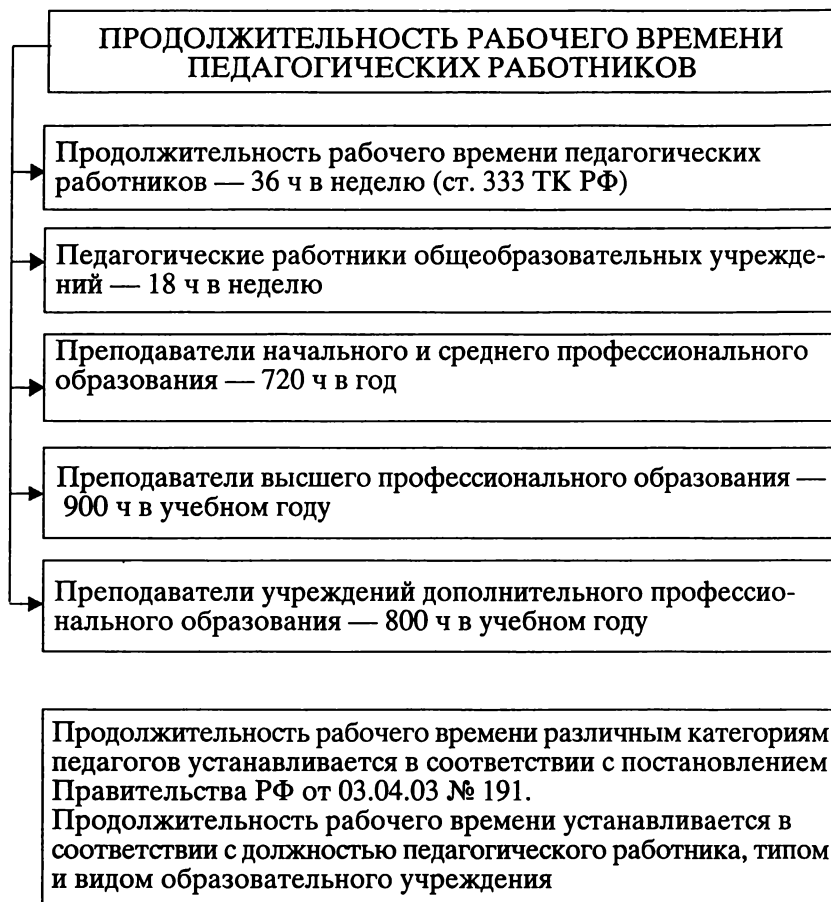 ПРОДОЛЖИТЕЛЬНОСТЬ РАБОЧЕГО ВРЕМЕНИ
ПЕДАГОГИЧЕСКИХ РАБОТНИКОВ
Продолжительность рабочего времени педагогических
работников — 36 ч в неделю (ст. 333 ТК РФ)
Педагогические работники общеобразовательных учрежде-
ний — 18 ч в неделю
Преподаватели начального и среднего профессионального
образования — 720 ч в год
Преподаватели высшего профессионального образования —
900 ч в учебном году
Преподаватели учреждений дополнительного профессио-
нального образования — 800 ч в учебном году
Продолжительность рабочего времени различным категориям
педагогов устанавливается в соответствии с постановлением
Правительства РФ от 03.04.03 № 191.
Продолжительность рабочего времени устанавливается в
соответствии с должностью педагогического работника, типом
и видом образовательного учреждения